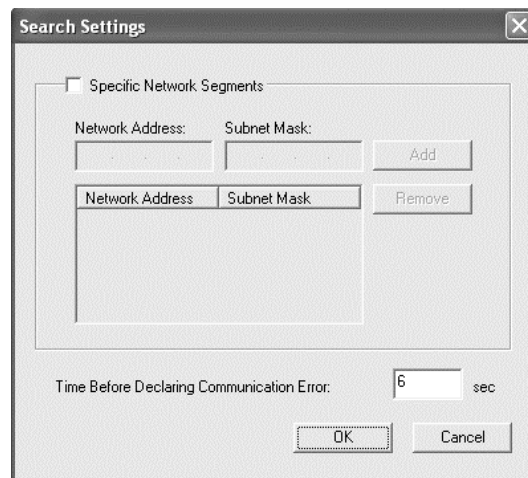 Search Settings
Specific Network Segments
Network Address: Subnet Mask:
Add
Network Address Subnet Mask
Remove
Time Before Declaring Communication Error: 6 sec
OK Cancel